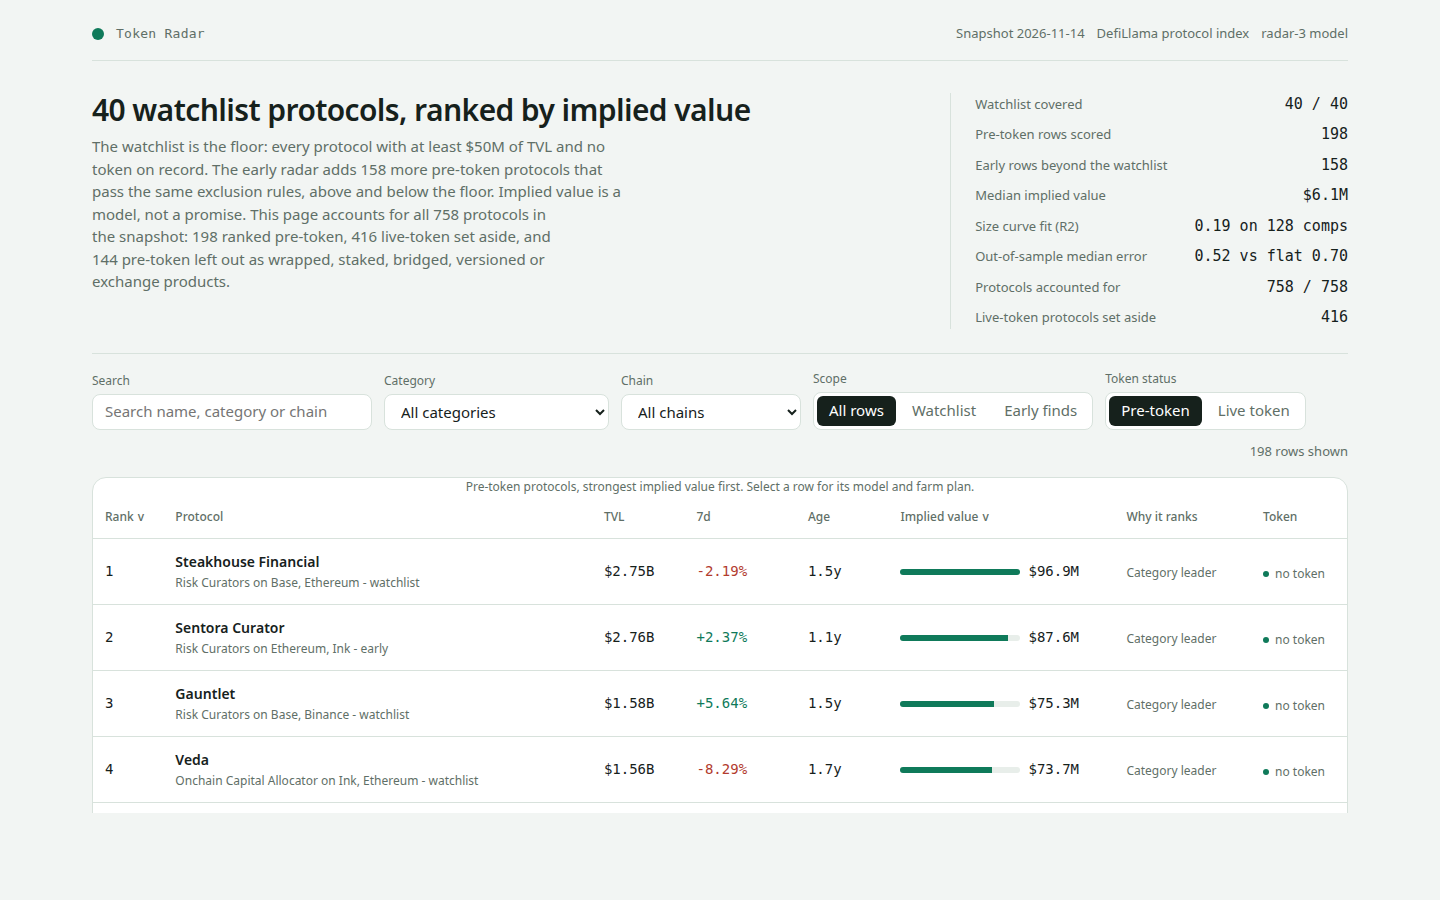 Token Radar
Snapshot 2026-11-14 DefiLlama protocol index radar-3 model
40 watchlist protocols, ranked by implied value
The watchlist is the floor: every protocol with at least $50M of TVL and no
token on record. The early radar adds 158 more pre-token protocols that
pass the same exclusion rules, above and below the floor. Implied value is a
model, not a promise. This page accounts for all 758 protocols in
the snapshot: 198 ranked pre-token, 416 live-token set aside, and
144 pre-token left out as wrapped, staked, bridged, versioned or
exchange products.
Watchlist covered 40 / 40
Pre-token rows scored 198
Early rows beyond the watchlist 158
Median implied value $6.1M
Size curve fit (R2) 0.19 on 128 comps
Out-of-sample median error 0.52 vs flat 0.70
Protocols accounted for 758 / 758
Live-token protocols set aside 416
Search Category Chain Scope Token status
Search name, category or chain All categories All chains All rows Watchlist Early finds Pre-token Live token
198 rows shown
Pre-token protocols, strongest implied value first. Select a row for its model and farm plan.
Rank v Protocol TVL 7d Age Implied value v Why it ranks Token
1 Steakhouse Financial $2.75B -2.19% 1.5y $96.9M Category leader no token
Risk Curators on Base, Ethereum - watchlist
2 Sentora Curator $2.76B +2.37% 1.1y $87.6M Category leader no token
Risk Curators on Ethereum, Ink - early
3 Gauntlet $1.58B +5.64% 1.5y $75.3M Category leader no token
Risk Curators on Base, Binance - watchlist
4 Veda $1.56B -8.29% 1.7y $73.7M Category leader no token
Onchain Capital Allocator on Ink, Ethereum - watchlist